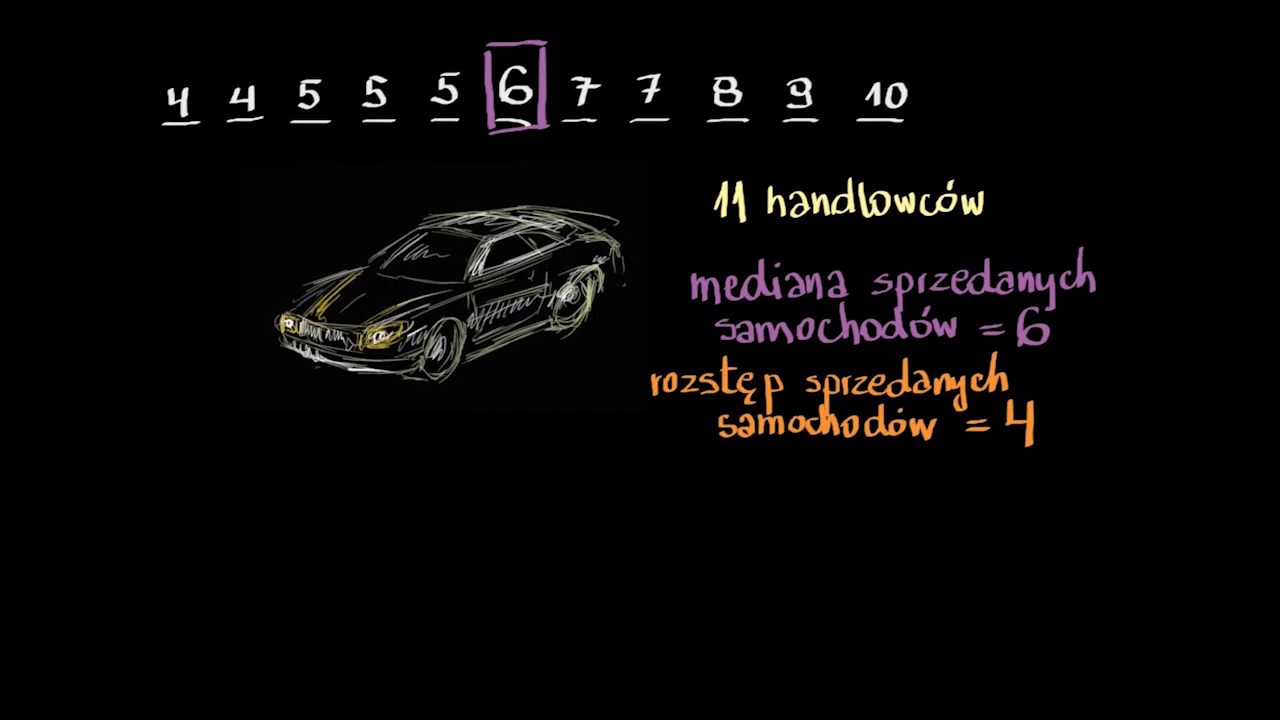 4 4 5 5 5 6 7 7 8 9 10
11 handlowców
mediana sprzedanych
samochodów = 6
rozstęp sprzedanych
samochodów = 4